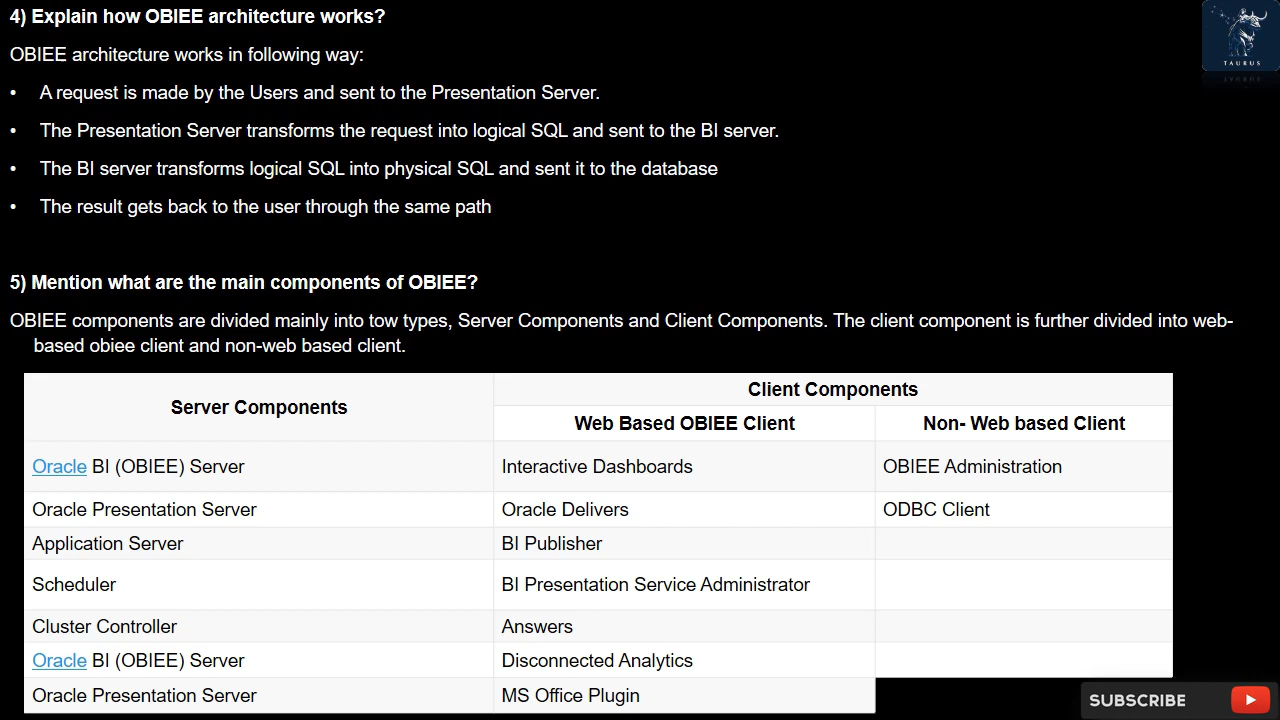 4) Explain how OBIEE architecture works?
TAURUS
OBIEE architecture works in following way:
• A request is made by the Users and sent to the Presentation Server.
• The Presentation Server transforms the request into logical SQL and sent to the BI server.
• The BI server transforms logical SQL into physical SQL and sent it to the database
• The result gets back to the user through the same path
5) Mention what are the main components of OBIEE?
OBIEE components are divided mainly into tow types, Server Components and Client Components. The client component is further divided into web-
based obiee client and non-web based client.
Server Components
Client Components
Web Based OBIEE Client
Non- Web based Client
Oracle BI (OBIEE) Server
Interactive Dashboards
OBIEE Administration
Oracle Presentation Server
Oracle Delivers
ODBC Client
Application Server
BI Publisher
Scheduler
BI Presentation Service Administrator
Cluster Controller
Answers
Oracle BI (OBIEE) Server
Disconnected Analytics
Oracle Presentation Server
MS Office Plugin
SUBSCRIBE